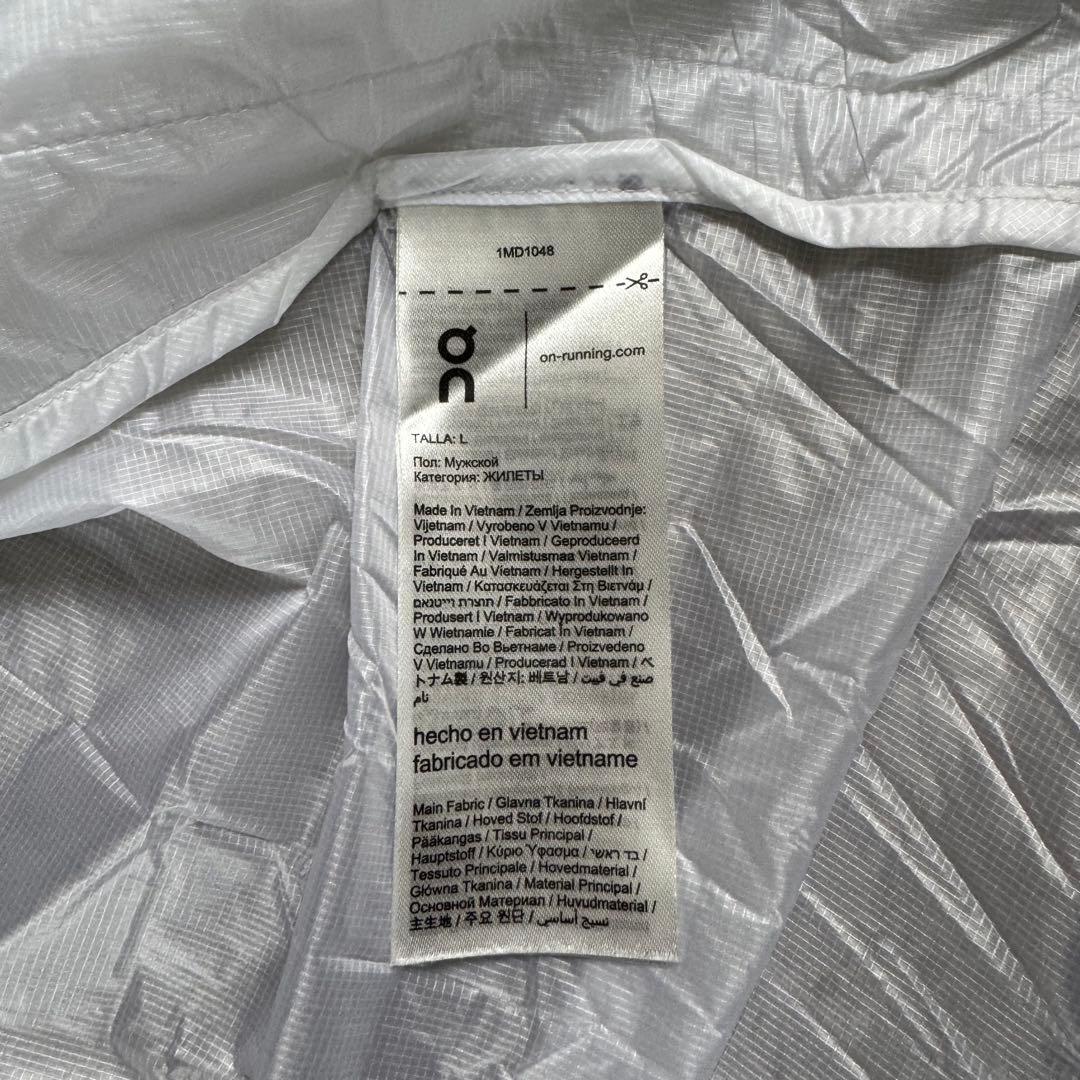 1MD1048
on-running.com
TALLA: L
Пол: Мужской
Категория: ЖИЛЕТЫ
Made In Vietnam / Zemlja Proizvodnje:
Vijetnam / Vyrobeno V Vietnamu /
Produceret I Vietnam / Geproduceerd
In Vietnam / Valmistusmaa Vietnam /
Fabriqué Au Vietnam / Hergestellt In
Vietnam / Κατασκευάζεται Στη Βιετνάμ /
תוצרת וייטנאם / Fabbricato In Vietnam /
Produsert I Vietnam / Wyprodukowano
W Wietnamie / Fabricat În Vietnam /
Сделано Во Вьетнаме / Proizvedeno
V Vietnamu / Producerad I Vietnam / ベ
トナム製 / 원산지: 베트남 / صنع في فييت
نام
hecho en vietnam
fabricado em vietname
Main Fabric / Glavna Tkanina / Hlavní
Tkanina / Hoved Stof / Hoofdstof /
Pääkangas / Tissu Principal /
Hauptstoff / Κύριο Ύφασμα / בד ראשי /
Tessuto Principale / Hovedmaterial /
Główna Tkanina / Material Principal /
Основной Материал / Huvudmaterial /
主生地 / 주요 원단 / نسيج أساسي